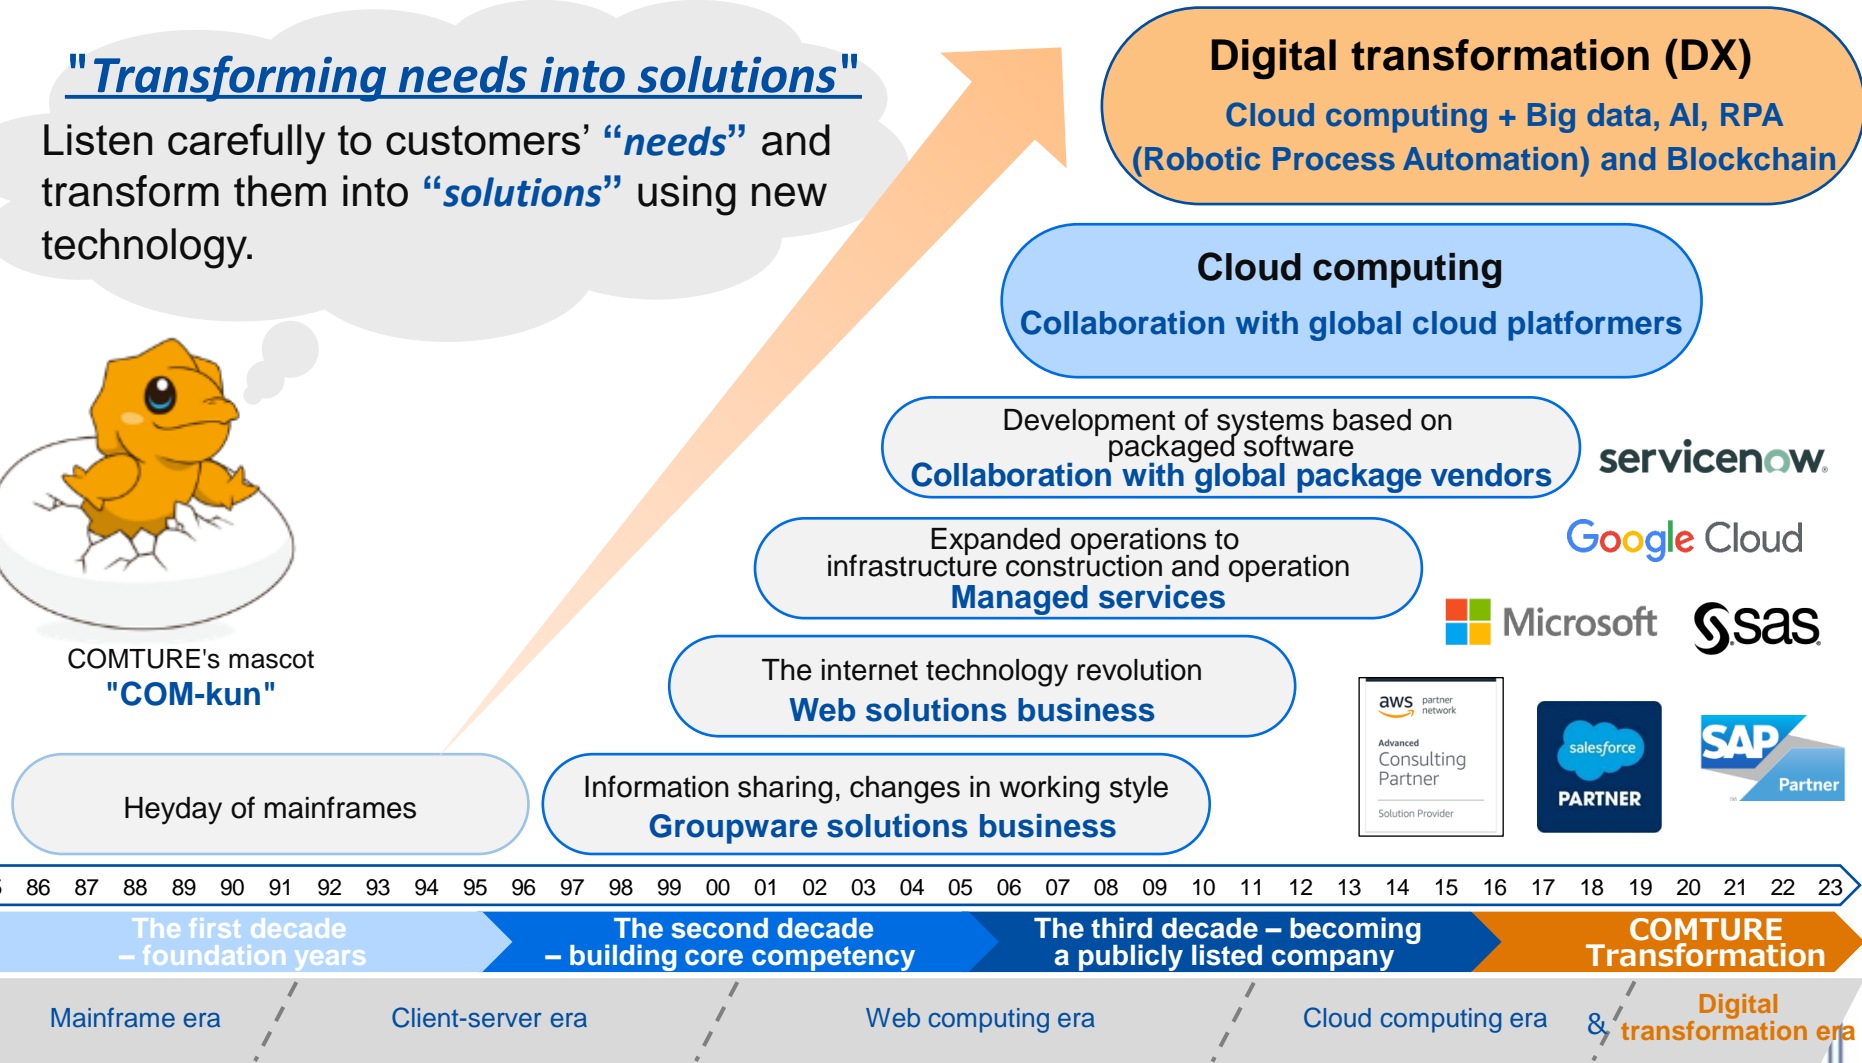 "Transforming needs into solutions"
Listen carefully to customers’ “needs” and
transform them into “solutions” using new
technology.
COMTURE's mascot
"COM-kun"
Digital transformation (DX)
Cloud computing + Big data, AI, RPA
(Robotic Process Automation) and Blockchain
Cloud computing
Collaboration with global cloud platformers
Development of systems based on
packaged software
Collaboration with global package vendors
Expanded operations to
infrastructure construction and operation
Managed services
The internet technology revolution
Web solutions business
Information sharing, changes in working style
Groupware solutions business
Heyday of mainframes
servicenow
Google Cloud
Microsoft
sas
aws partner
network
Advanced
Consulting
Partner
Solution Provider
salesforce
PARTNER
SAP
Partner
86 87 88 89 90 91 92 93 94 95 96 97 98 99 00 01 02 03 04 05 06 07 08 09 10 11 12 13 14 15 16 17 18 19 20 21 22 23
The first decade
– foundation years
The second decade
– building core competency
The third decade – becoming
a publicly listed company
COMTURE
Transformation
Mainframe era
Client-server era
Web computing era
Cloud computing era
&
Digital
transformation era